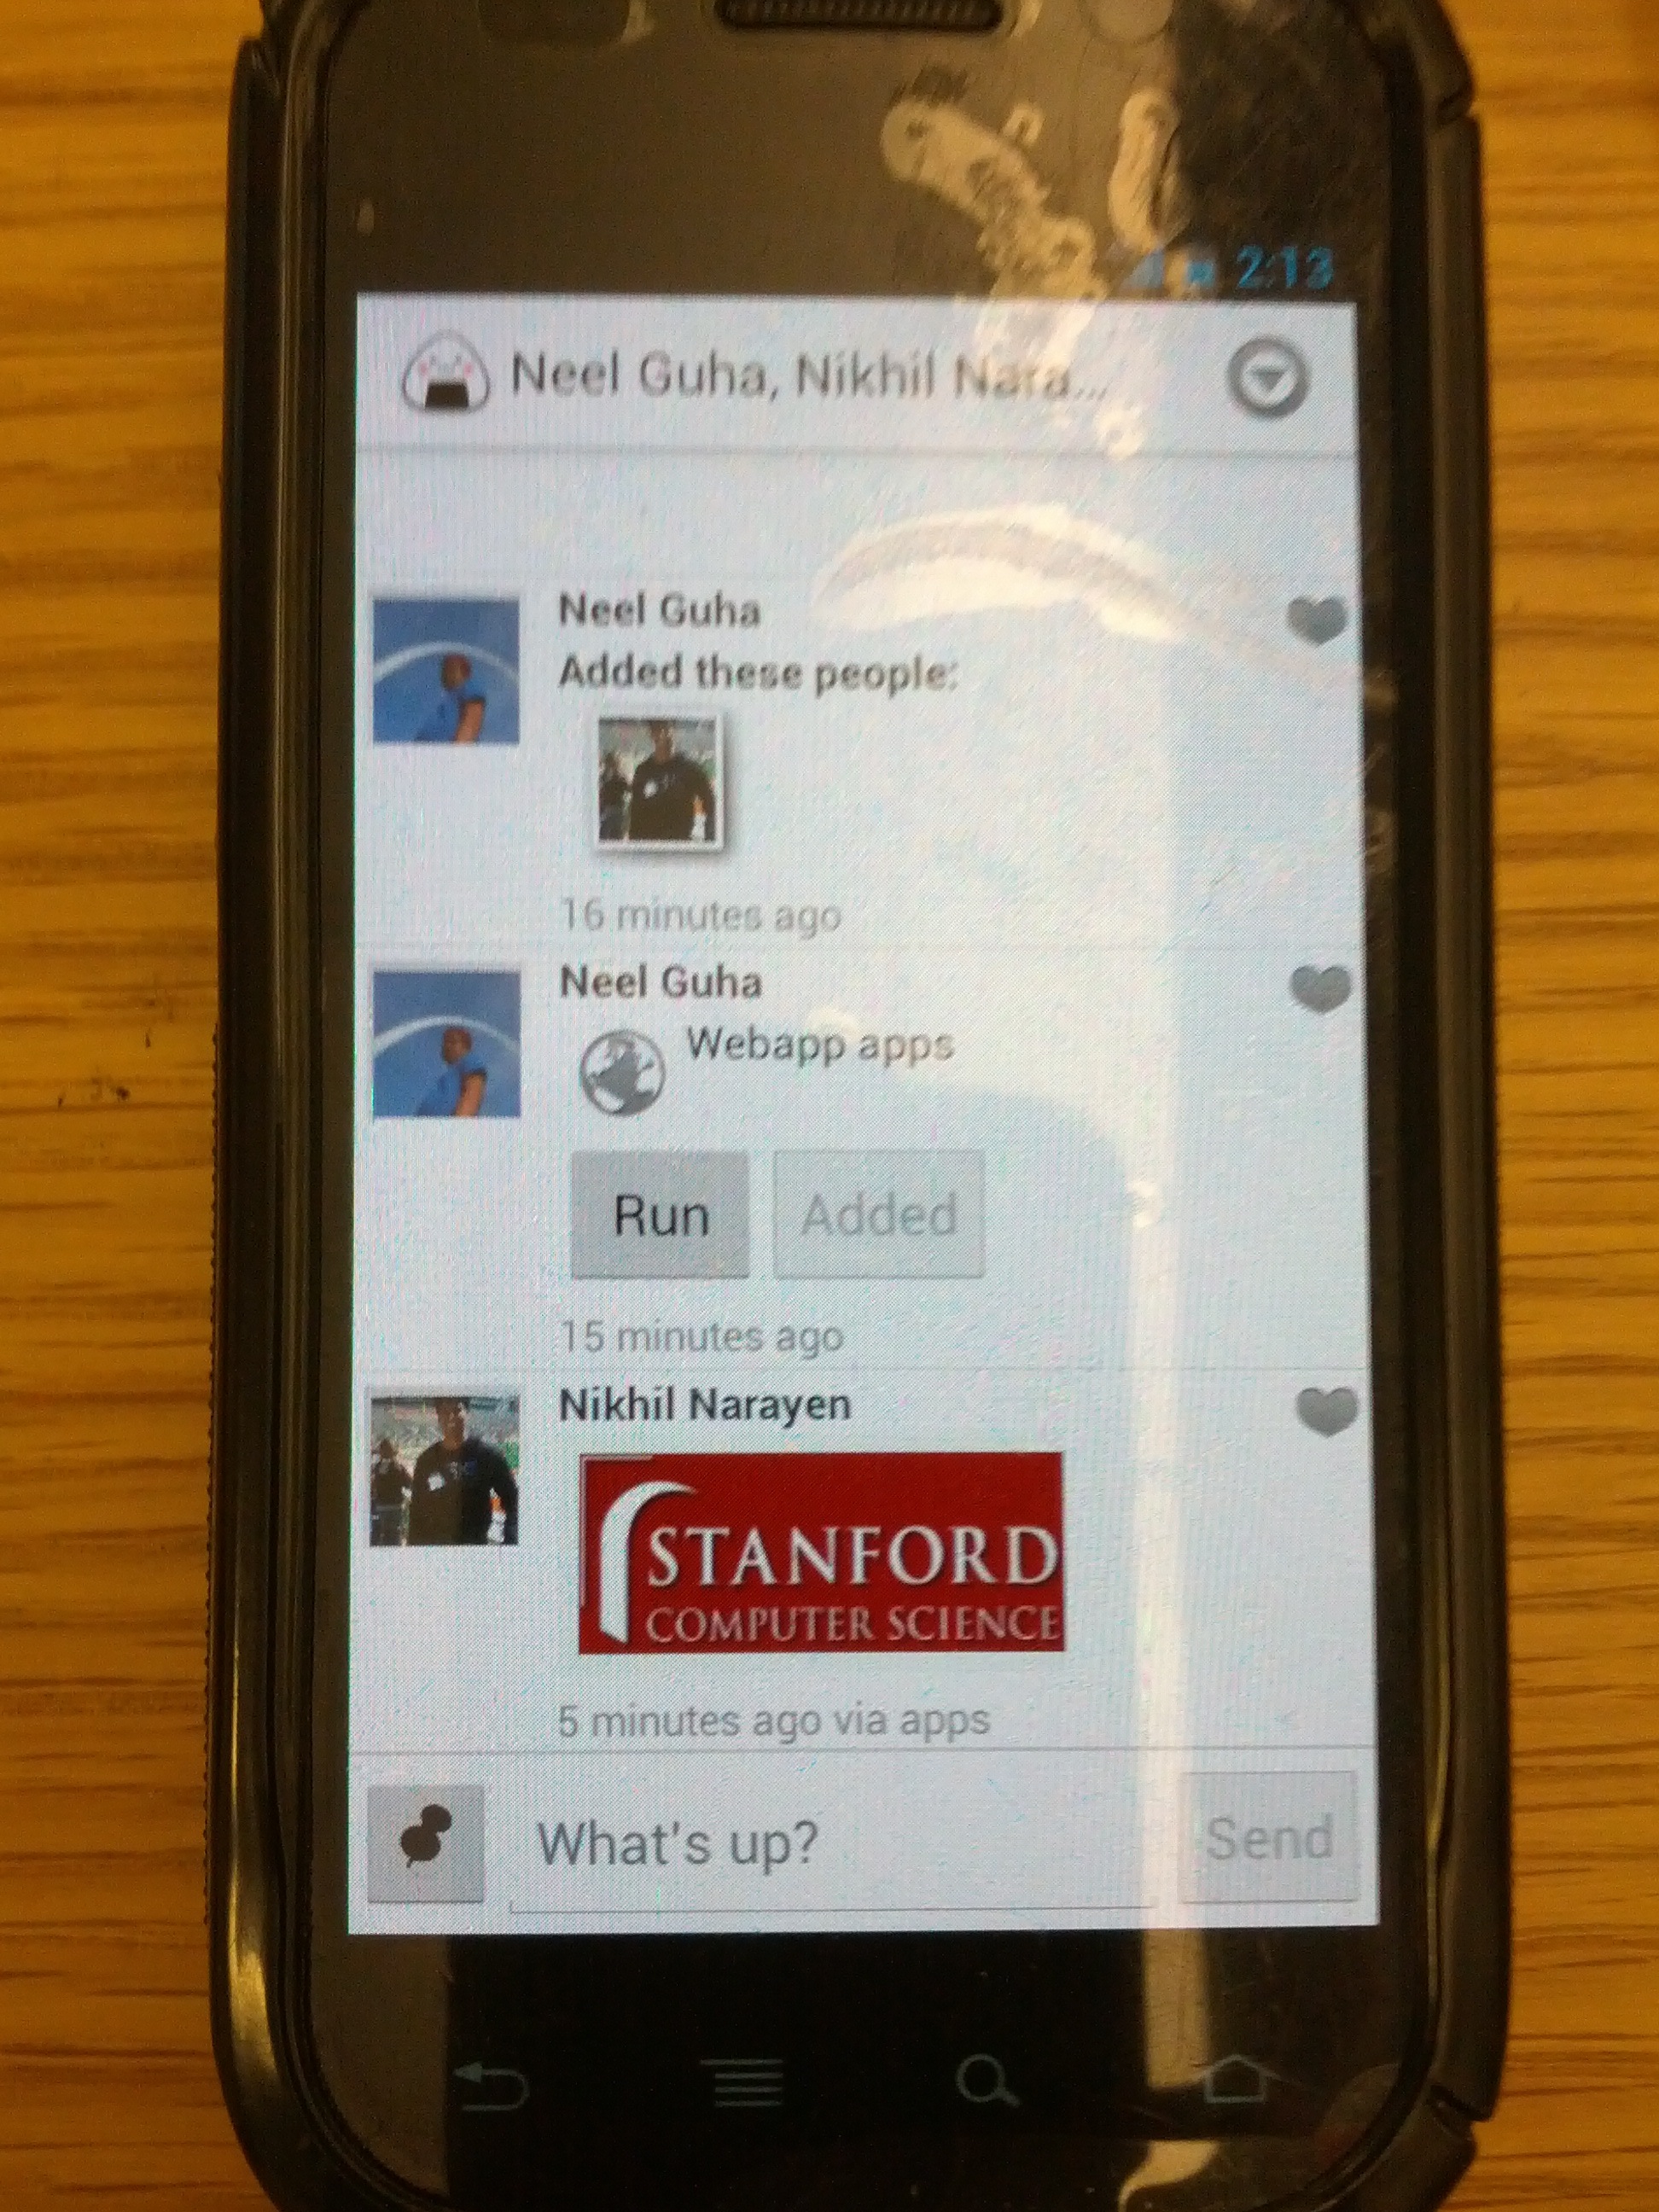 2:13
Neel Guha, Nikhil Nara...
Neel Guha
Added these people:
16 minutes ago
Neel Guha
Webapp apps
Run Added
15 minutes ago
Nikhil Narayen
STANFORD
COMPUTER SCIENCE
5 minutes ago via apps
What's up? Send